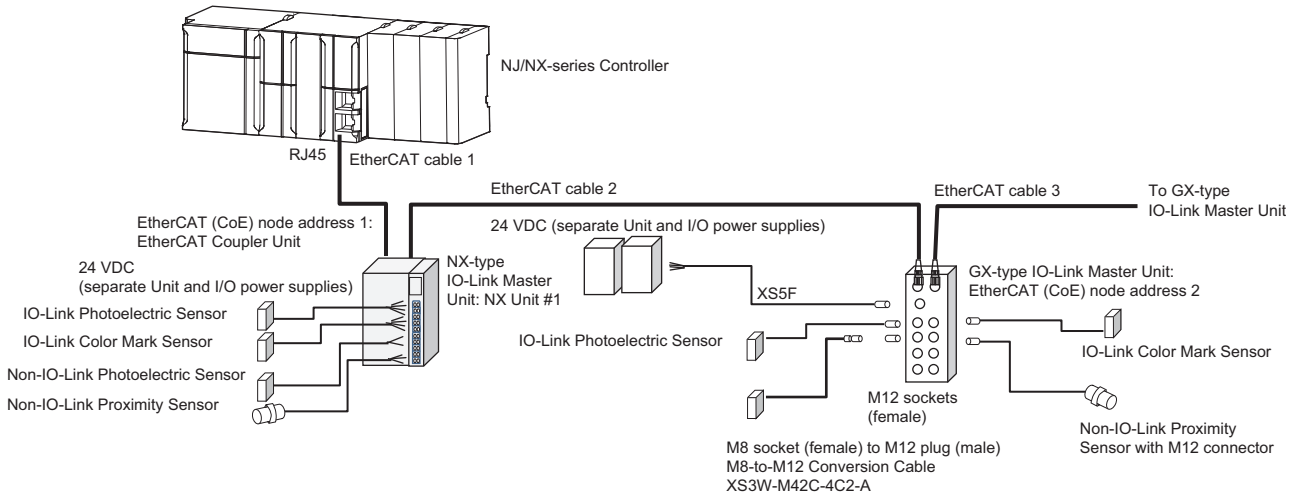 NJ/NX-series Controller
RJ45
EtherCAT cable 1
EtherCAT cable 2
EtherCAT cable 3
To GX-type
IO-Link Master Unit
EtherCAT (CoE) node address 1:
EtherCAT Coupler Unit
24 VDC (separate Unit and I/O power supplies)
24 VDC
(separate Unit and I/O power supplies)
NX-type
IO-Link Master
Unit: NX Unit #1
GX-type IO-Link Master Unit:
EtherCAT (CoE) node address 2
XS5F
IO-Link Photoelectric Sensor
IO-Link Color Mark Sensor
Non-IO-Link Photoelectric Sensor
Non-IO-Link Proximity Sensor
IO-Link Photoelectric Sensor
IO-Link Color Mark Sensor
M12 sockets
(female)
Non-IO-Link Proximity
Sensor with M12 connector
M8 socket (female) to M12 plug (male)
M8-to-M12 Conversion Cable
XS3W-M42C-4C2-A